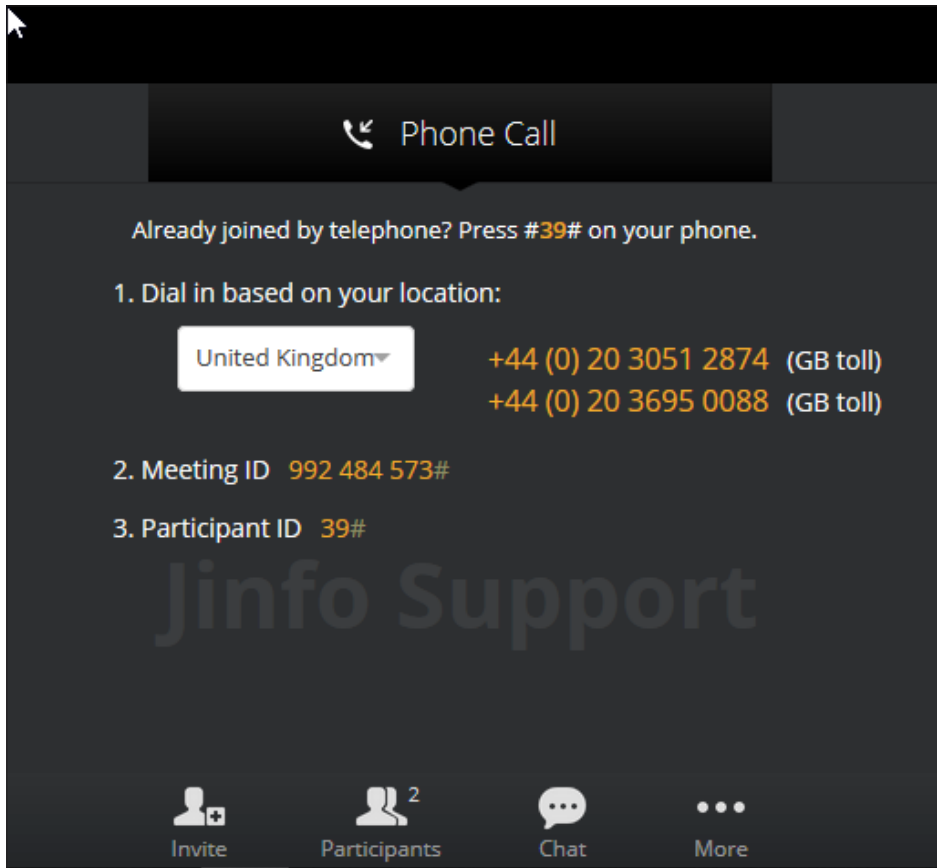 Phone Call
Already joined by telephone? Press #39# on your phone.
1. Dial in based on your location:
United Kingdom
+44 (0) 20 3051 2874 (GB toll)
+44 (0) 20 3695 0088 (GB toll)
2. Meeting ID 992 484 573#
3. Participant ID 39#
Jinfo Support
2
Invite Participants Chat More